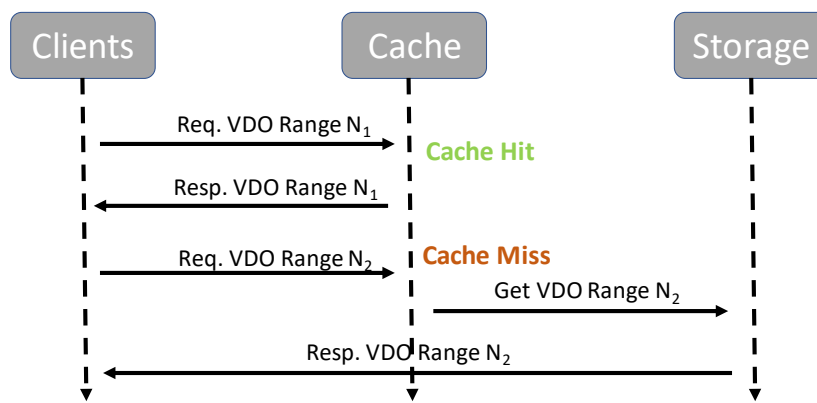 Clients Cache Storage
Req. VDO Range N₁
Cache Hit
Resp. VDO Range N₁
Req. VDO Range N₂
Cache Miss
Get VDO Range N₂
Resp. VDO Range N₂